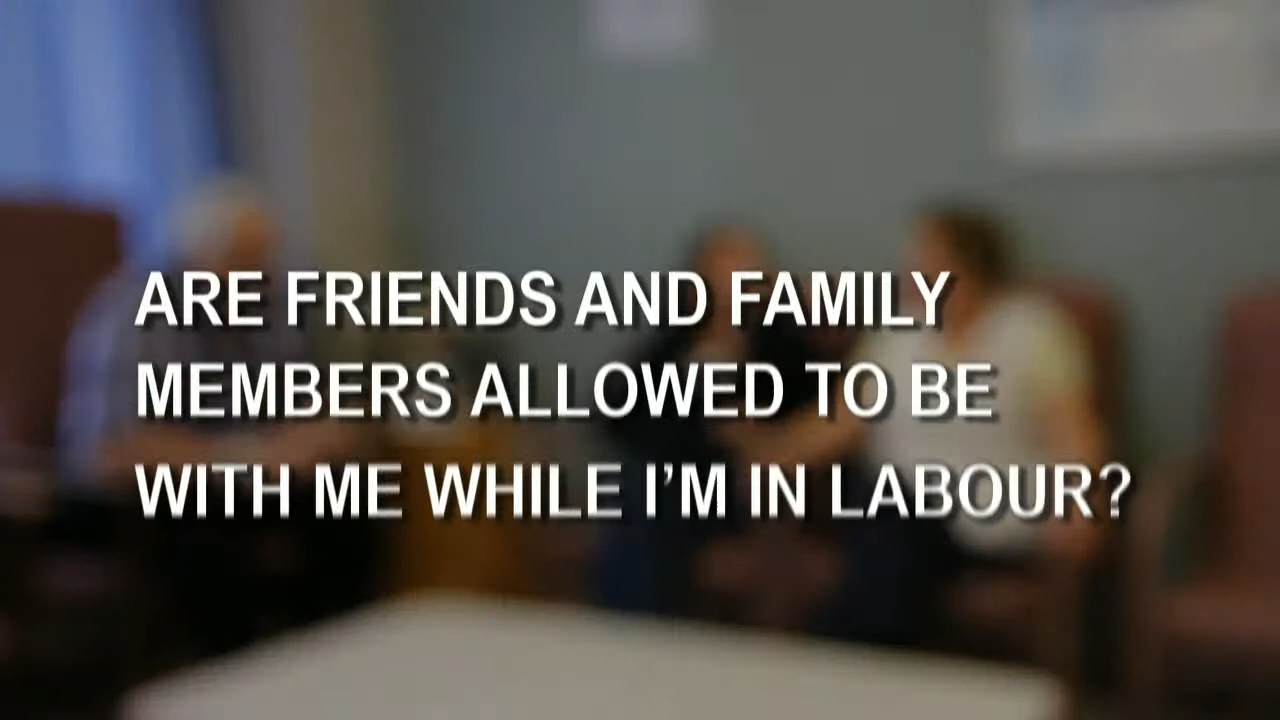 ARE FRIENDS AND FAMILY
MEMBERS ALLOWED TO BE
WITH ME WHILE I'M IN LABOUR?